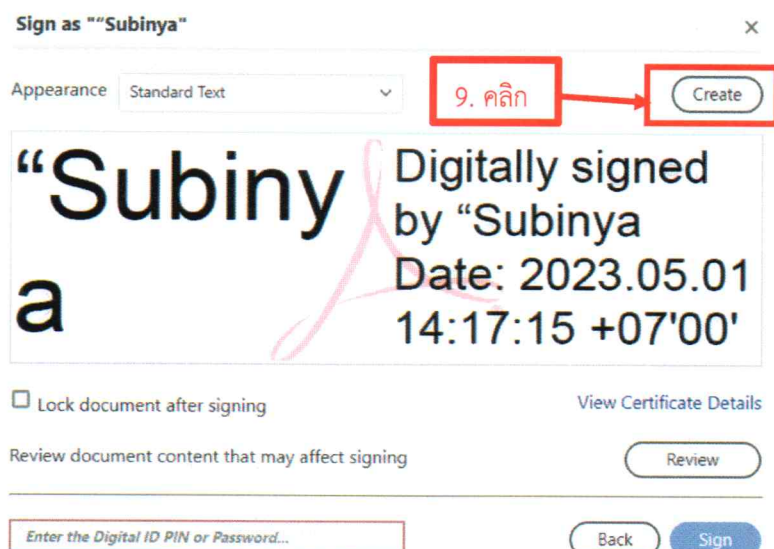 Sign as "“Subinya"
×
Appearance Standard Text 9. คลิก Create
“Subiny
a
Digitally signed
by “Subinya
Date: 2023.05.01
14:17:15 +07'00'
Lock document after signing View Certificate Details
Review document content that may affect signing Review
Enter the Digital ID PIN or Password... Back Sign